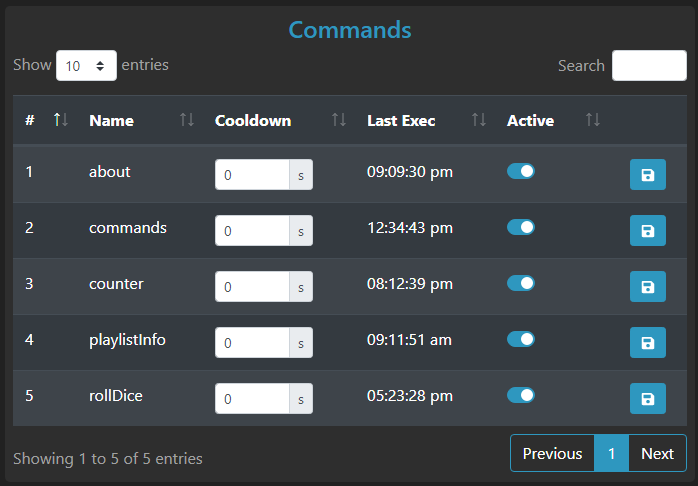 Commands
Show 10 entries Search
# Name Cooldown Last Exec Active
1 about 0 s 09:09:30 pm
2 commands 0 s 12:34:43 pm
3 counter 0 s 08:12:39 pm
4 playlistInfo 0 s 09:11:51 am
5 rollDice 0 s 05:23:28 pm
Showing 1 to 5 of 5 entries Previous 1 Next